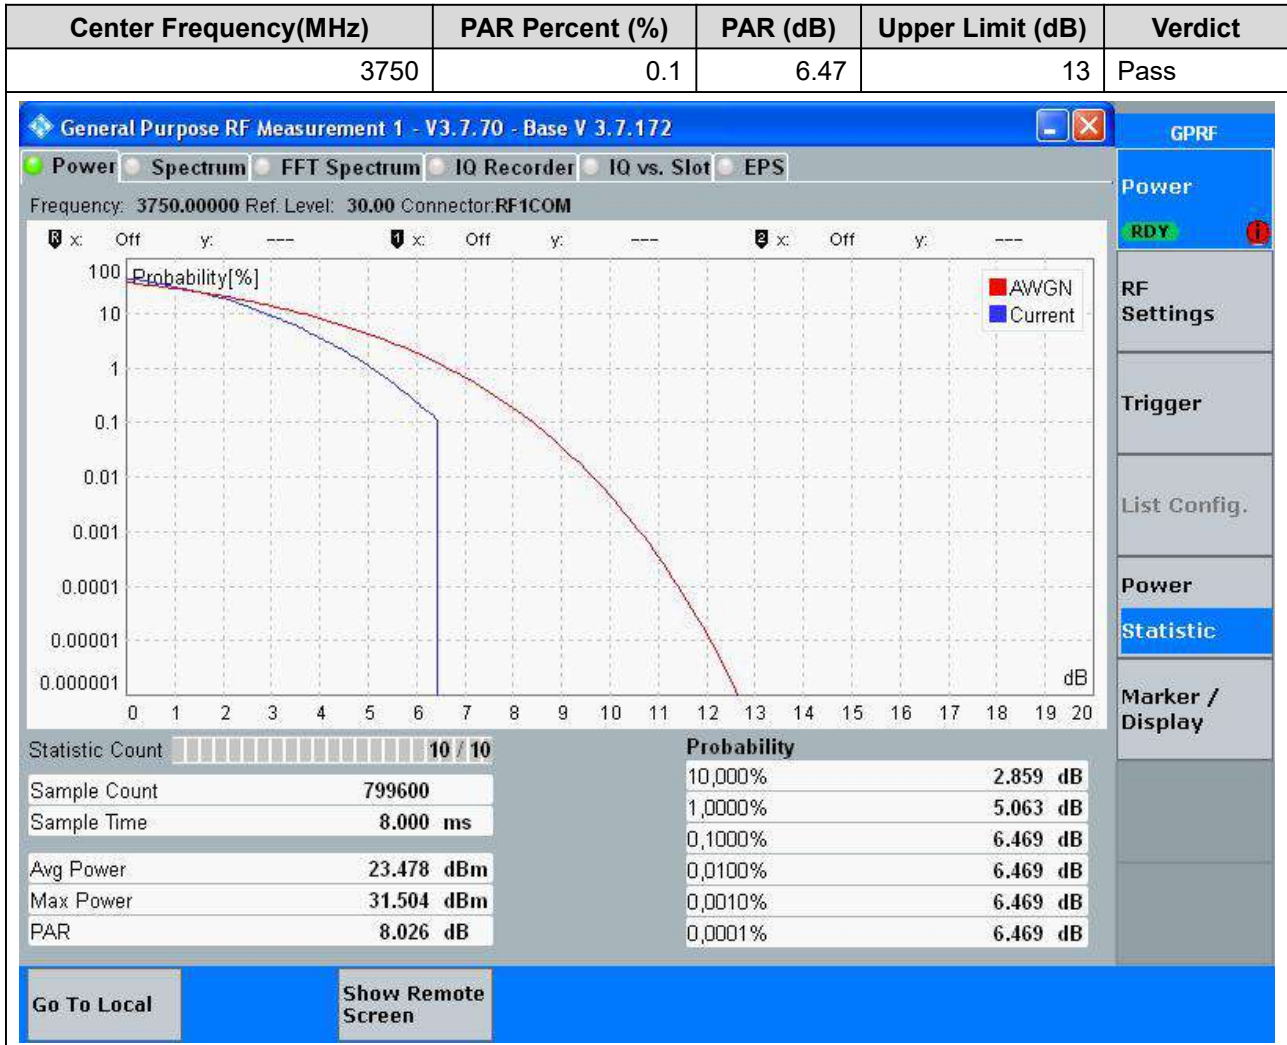 Center Frequency(MHz) PAR Percent (%) PAR (dB) Upper Limit (dB) Verdict
3750 0.1 6.47 13 Pass
General Purpose RF Measurement 1 - V3.7.70 - Base V 3.7.172
GPRF
Power Spectrum FFT Spectrum IQ Recorder IQ vs. Slot EPS
Power
RDY
Frequency: 3750.00000 Ref. Level: 30.00 Connector:RF1COM
R x: Off y: --- 1 x: Off y: --- 2 x: Off y: ---
Probability[%]
AWGN
Current
100
10
1
0.1
0.01
0.001
0.0001
0.00001
0.000001
dB
0 1 2 3 4 5 6 7 8 9 10 11 12 13 14 15 16 17 18 19 20
RF
Settings
Trigger
List Config.
Power
Statistic
Marker /
Display
Statistic Count 10 / 10
Sample Count 799600
Sample Time 8.000 ms
Avg Power 23.478 dBm
Max Power 31.504 dBm
PAR 8.026 dB
Probability
10,000% 2.859 dB
1,0000% 5.063 dB
0,1000% 6.469 dB
0,0100% 6.469 dB
0,0010% 6.469 dB
0,0001% 6.469 dB
Go To Local
Show Remote
Screen